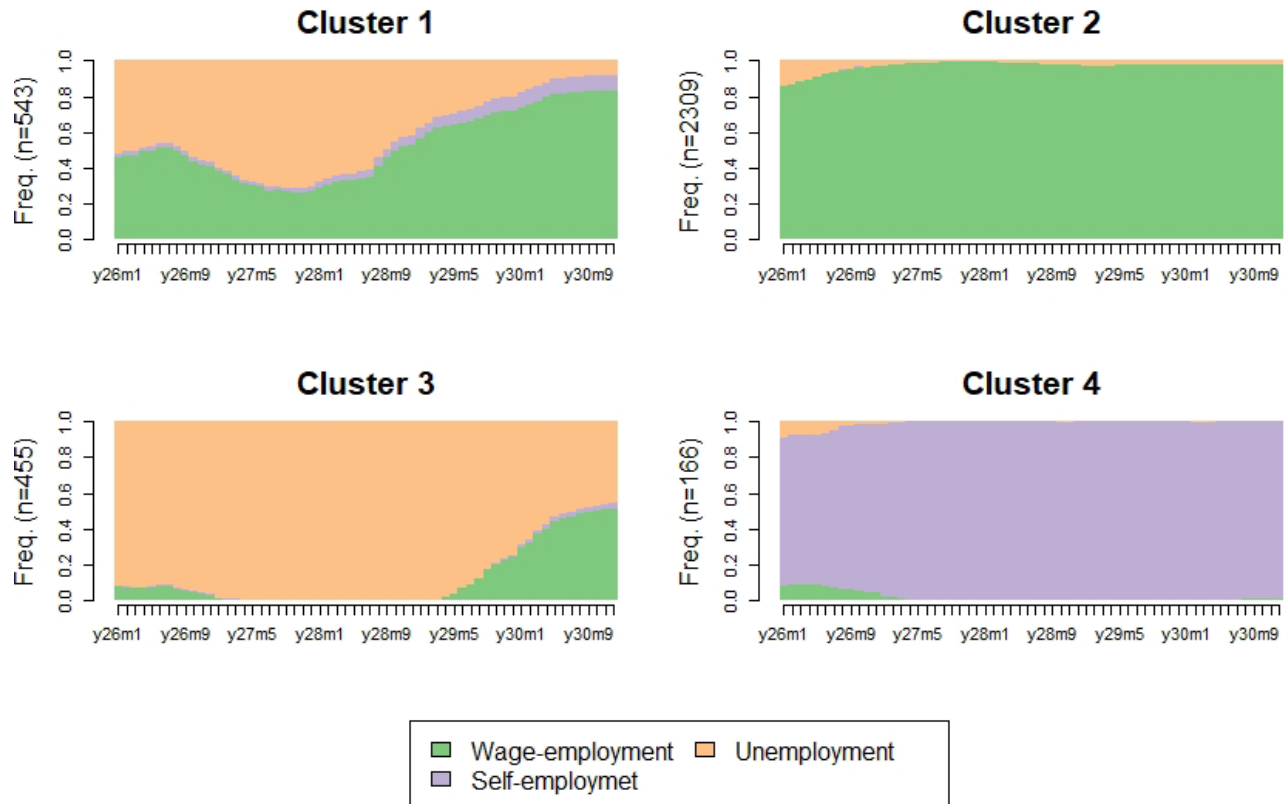 Cluster 1
Freq. (n=543)
0.0 0.2 0.4 0.6 0.8 1.0
y26m1 y26m9 y27m5 y28m1 y28m9 y29m5 y30m1 y30m9
Cluster 2
Freq. (n=2309)
0.0 0.2 0.4 0.6 0.8 1.0
y26m1 y26m9 y27m5 y28m1 y28m9 y29m5 y30m1 y30m9
Cluster 3
Freq. (n=455)
0.0 0.2 0.4 0.6 0.8 1.0
y26m1 y26m9 y27m5 y28m1 y28m9 y29m5 y30m1 y30m9
Cluster 4
Freq. (n=166)
0.0 0.2 0.4 0.6 0.8 1.0
y26m1 y26m9 y27m5 y28m1 y28m9 y29m5 y30m1 y30m9
Wage-employment Unemployment
Self-employmet